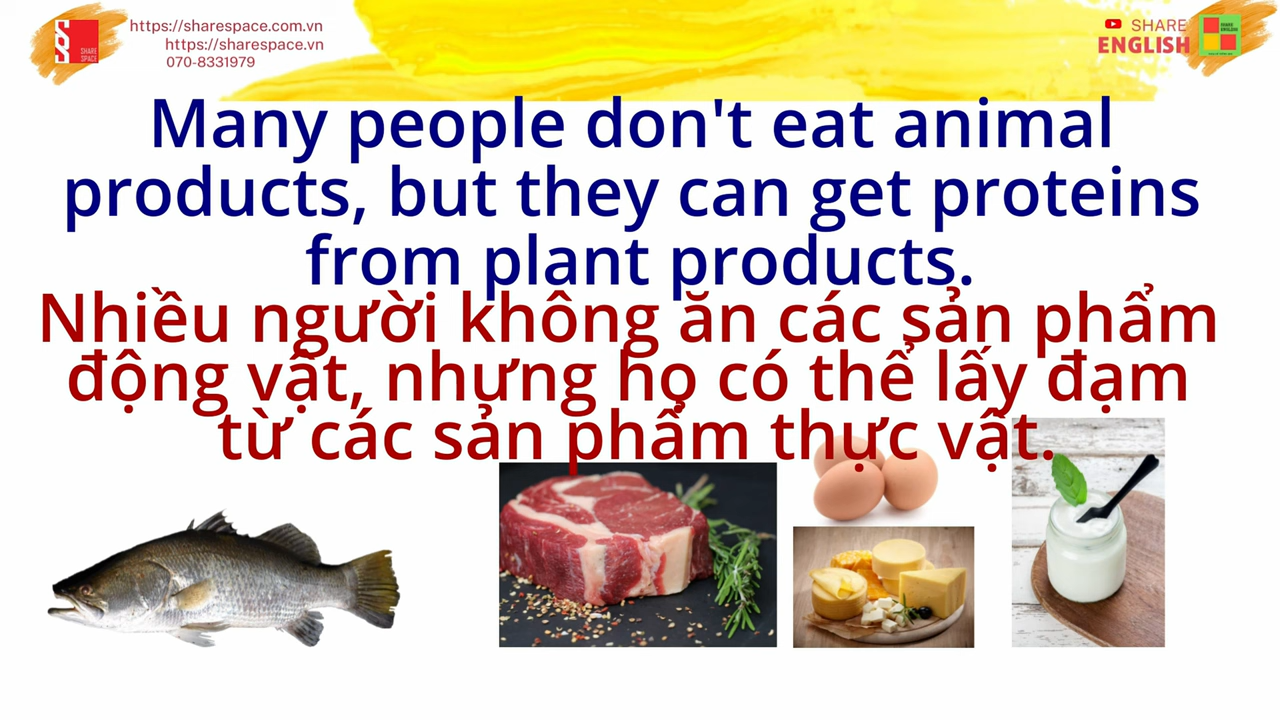 https://sharespace.com.vn
https://sharespace.vn
070-8331979
SHARE
SPACE
SHARE
ENGLISH
Many people don't eat animal
products, but they can get proteins
from plant products.
Nhiều người không ăn các sản phẩm
động vật, nhưng họ có thể lấy đạm
từ các sản phẩm thực vật.